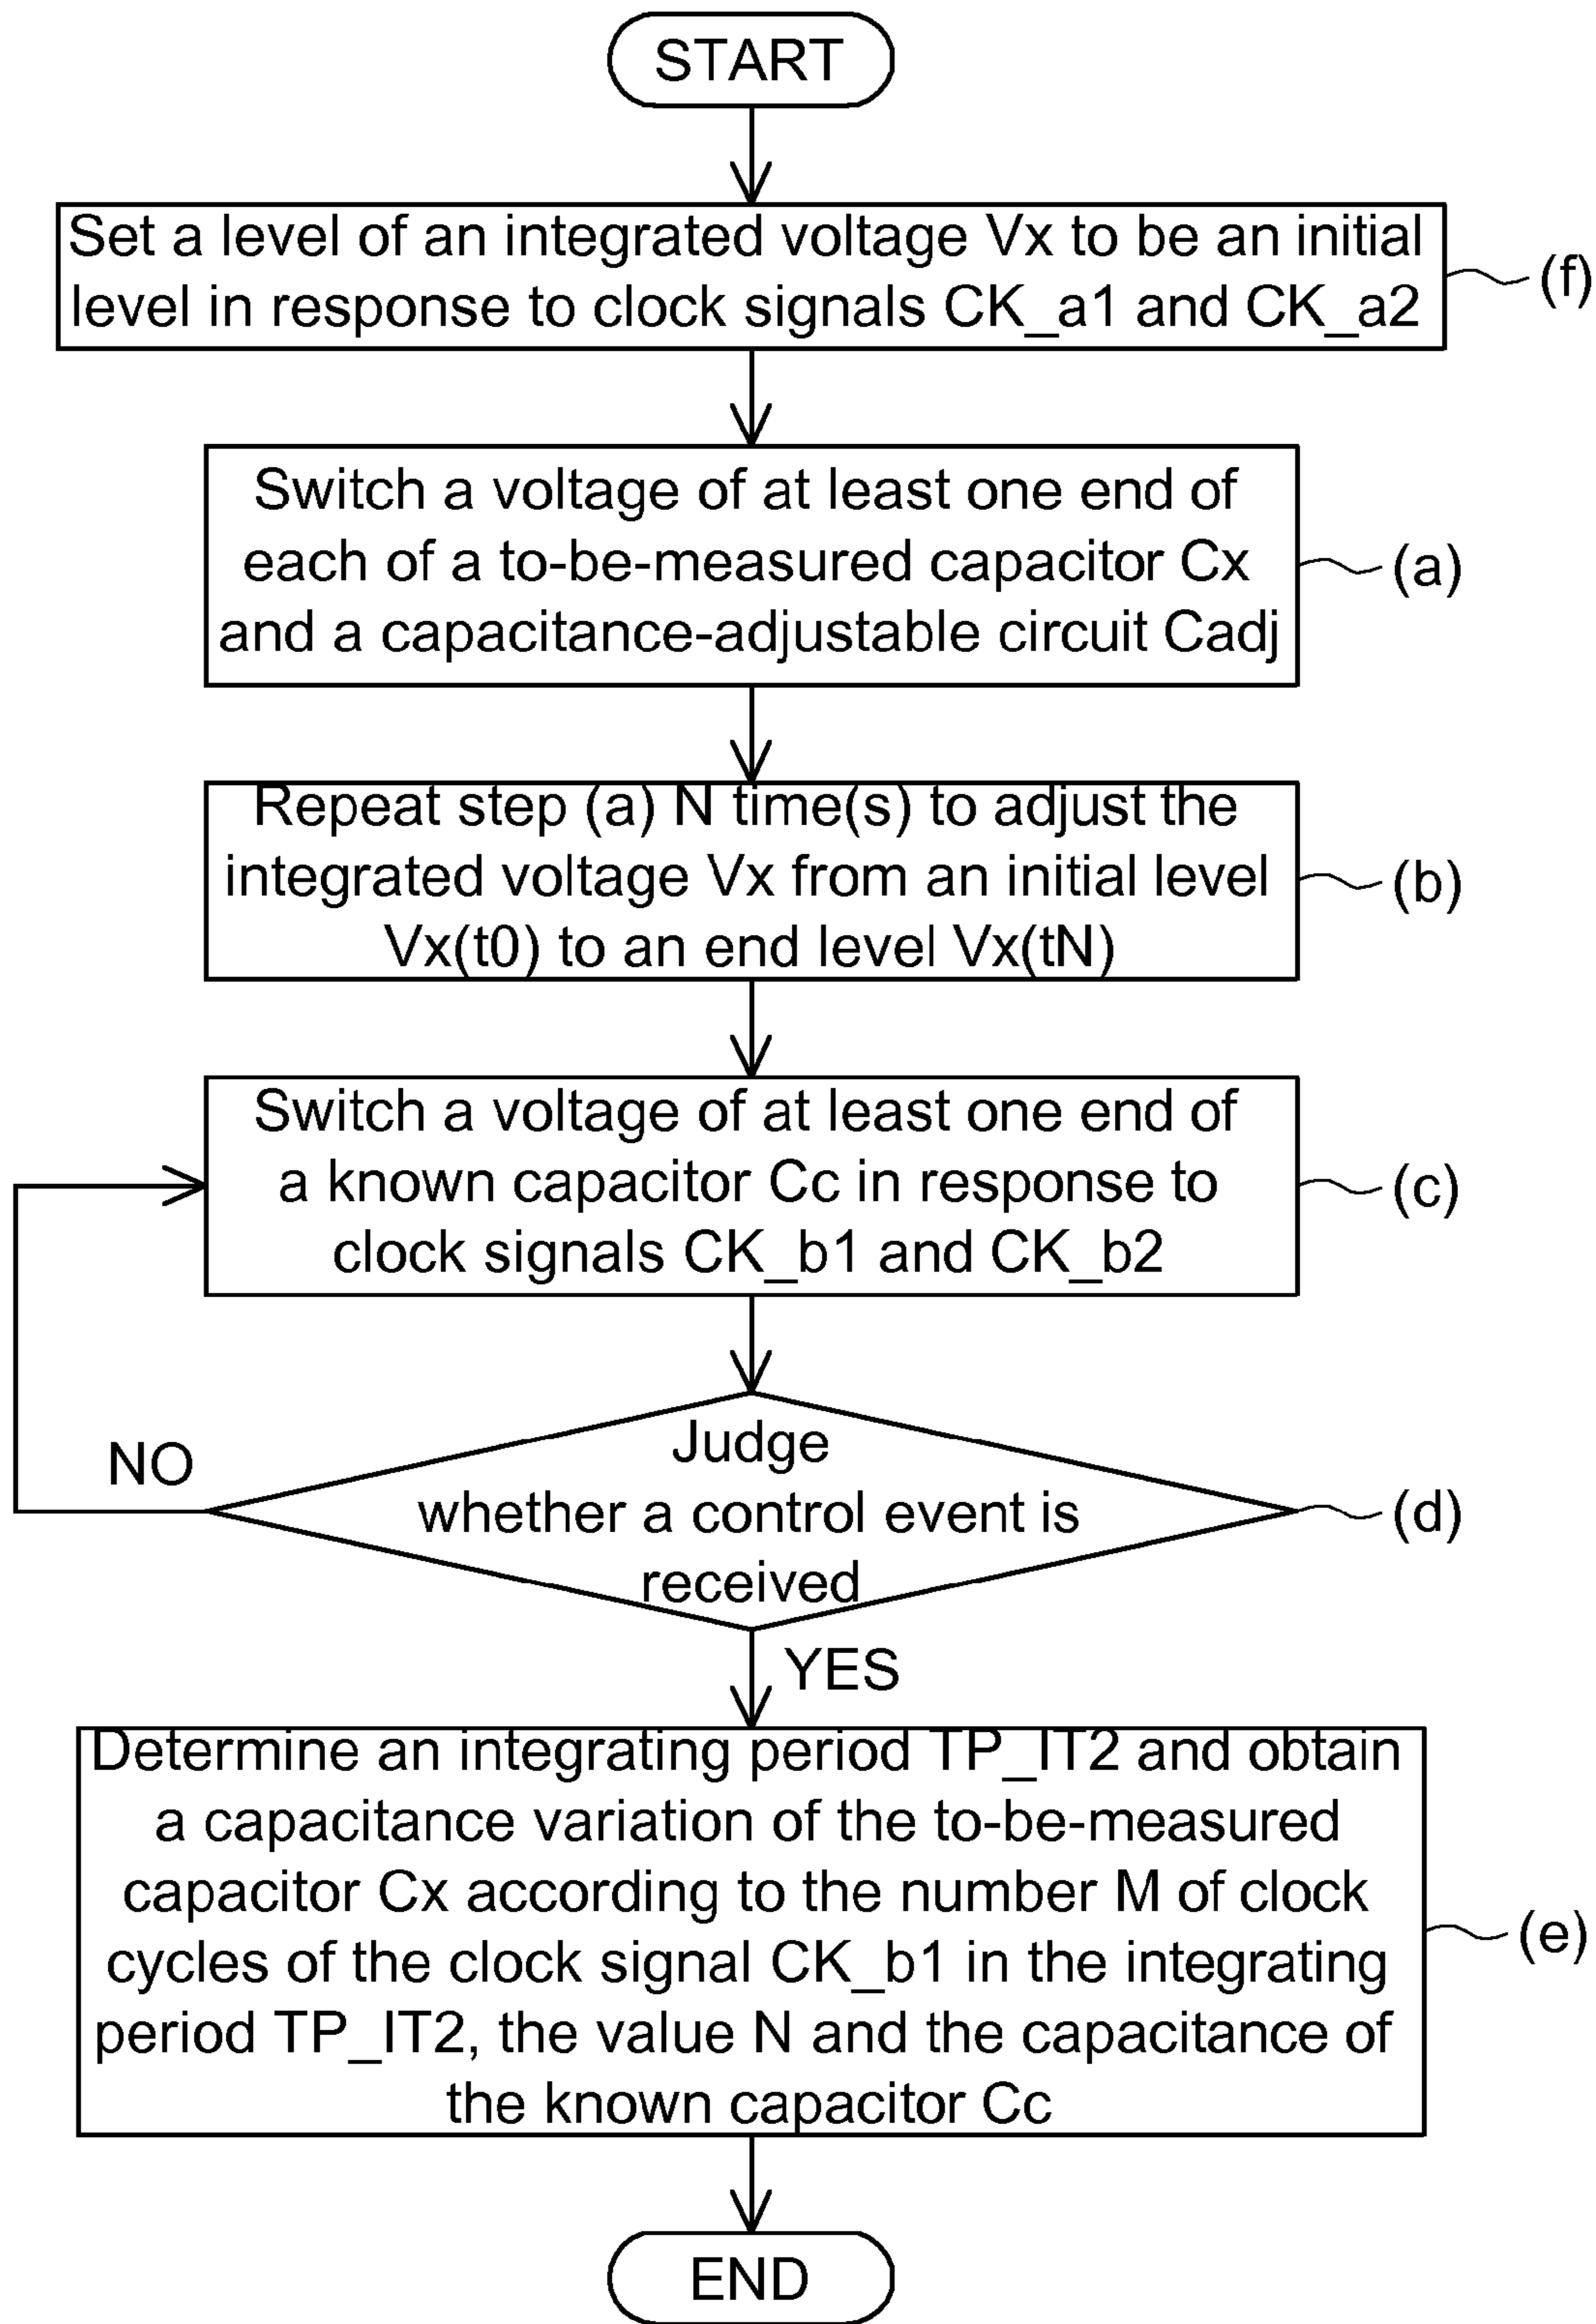 START
Set a level of an integrated voltage Vx to be an initial
level in response to clock signals CK_a1 and CK_a2
(f)
Switch a voltage of at least one end of
each of a to-be-measured capacitor Cx
and a capacitance-adjustable circuit Cadj
(a)
Repeat step (a) N time(s) to adjust the
integrated voltage Vx from an initial level
Vx(t0) to an end level Vx(tN)
(b)
Switch a voltage of at least one end of
a known capacitor Cc in response to
clock signals CK_b1 and CK_b2
(c)
Judge
whether a control event is
received
(d)
NO
YES
Determine an integrating period TP_IT2 and obtain
a capacitance variation of the to-be-measured
capacitor Cx according to the number M of clock
cycles of the clock signal CK_b1 in the integrating
period TP_IT2, the value N and the capacitance of
the known capacitor Cc
(e)
END